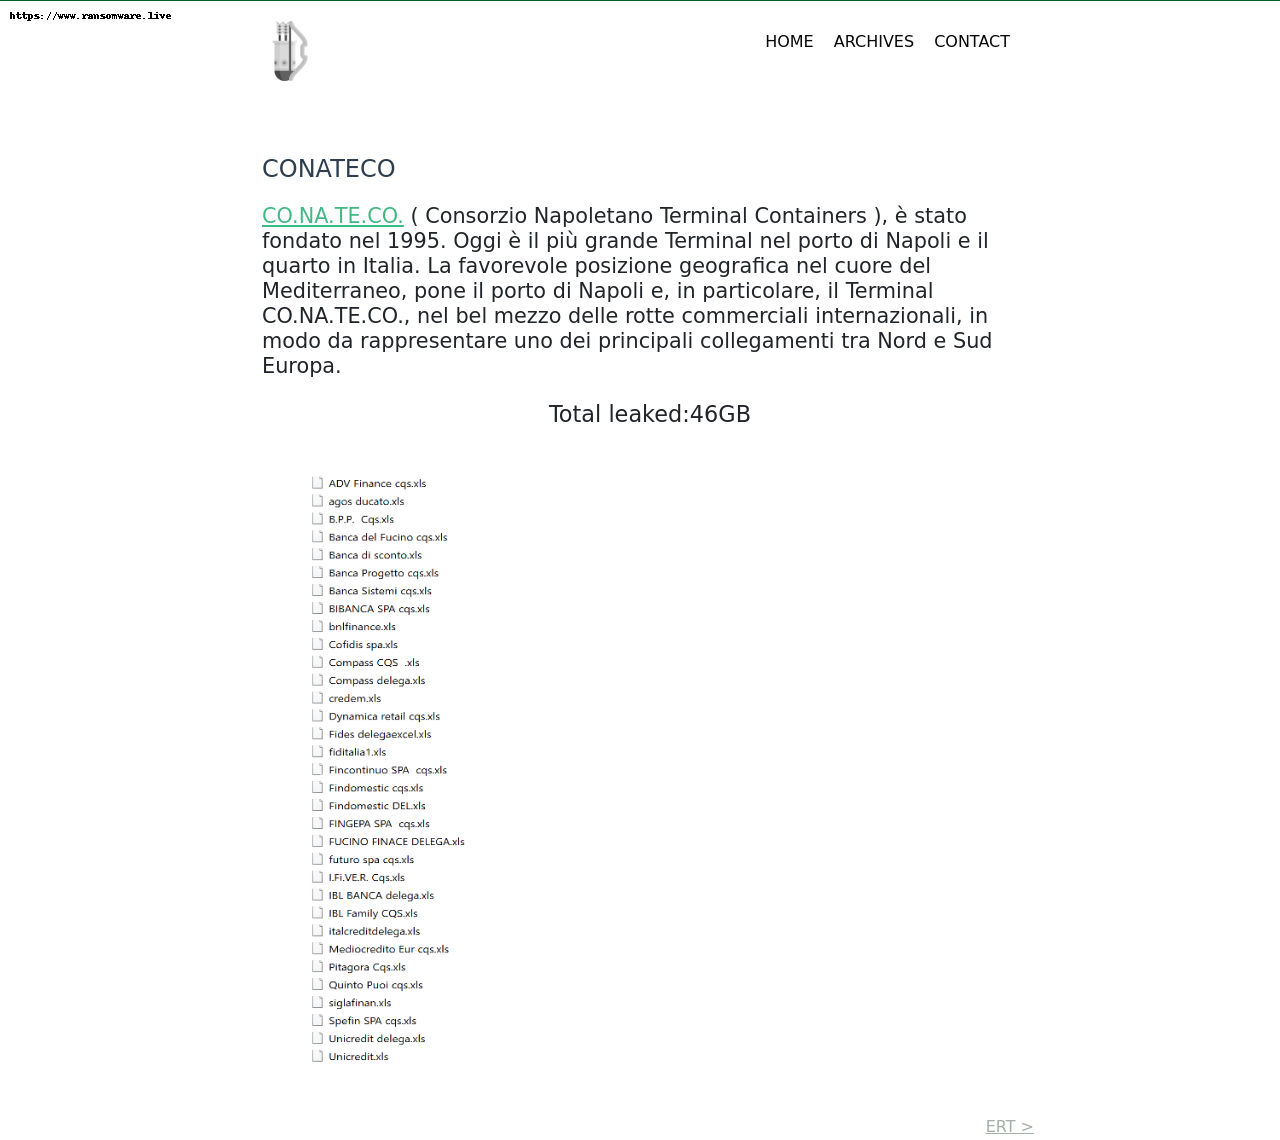 https://www.ransomware.live
HOME ARCHIVES CONTACT
CONATECO
CO.NA.TE.CO. ( Consorzio Napoletano Terminal Containers ), è stato
fondato nel 1995. Oggi è il più grande Terminal nel porto di Napoli e il
quarto in Italia. La favorevole posizione geografica nel cuore del
Mediterraneo, pone il porto di Napoli e, in particolare, il Terminal
CO.NA.TE.CO., nel bel mezzo delle rotte commerciali internazionali, in
modo da rappresentare uno dei principali collegamenti tra Nord e Sud
Europa.
Total leaked:46GB
ADV Finance cqs.xls
agos ducato.xls
B.P.P.  Cqs.xls
Banca del Fucino cqs.xls
Banca di sconto.xls
Banca Progetto cqs.xls
Banca Sistemi cqs.xls
BIBANCA SPA cqs.xls
bnlfinance.xls
Cofidis spa.xls
Compass CQS  .xls
Compass delega.xls
credem.xls
Dynamica retail cqs.xls
Fides delegaexcel.xls
fiditalia1.xls
Fincontinuo SPA  cqs.xls
Findomestic cqs.xls
Findomestic DEL.xls
FINGEPA SPA  cqs.xls
FUCINO FINACE DELEGA.xls
futuro spa cqs.xls
I.Fi.VE.R. Cqs.xls
IBL BANCA delega.xls
IBL Family CQS.xls
italcreditdelega.xls
Mediocredito Eur cqs.xls
Pitagora Cqs.xls
Quinto Puoi cqs.xls
siglafinan.xls
Spefin SPA cqs.xls
Unicredit delega.xls
Unicredit.xls
ERT >